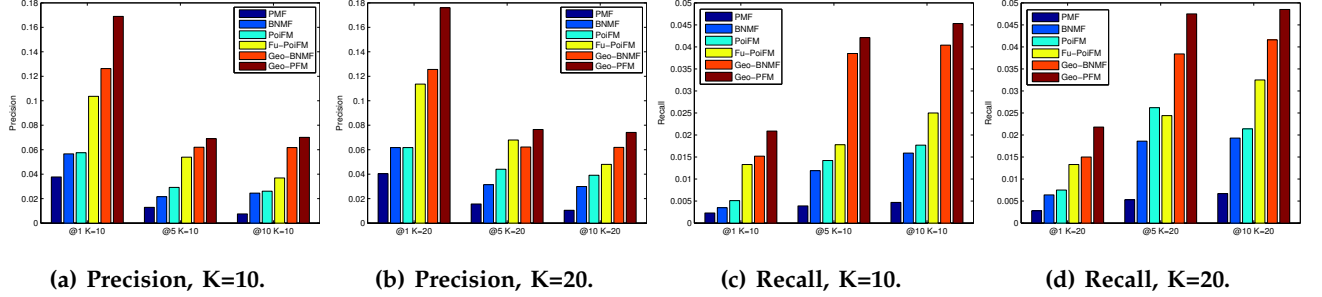 0.18
0.16
0.14
0.12
0.1
0.08
0.06
0.04
0.02
0
Precision
@1 K=10
@5 K=10
@10 K=10
PMF
BNMF
PoiFM
Fu−PoiFM
Geo−BNMF
Geo−PFM
(a) Precision, K=10.
0.18
0.16
0.14
0.12
0.1
0.08
0.06
0.04
0.02
0
Precision
@1 K=20
@5 K=20
@10 K=20
PMF
BNMF
PoiFM
Fu−PoiFM
Geo−BNMF
Geo−PFM
(b) Precision, K=20.
0.05
0.045
0.04
0.035
0.03
0.025
0.02
0.015
0.01
0.005
0
Recall
@1 K=10
@5 K=10
@10 K=10
PMF
BNMF
PoiFM
Fu−PoiFM
Geo−BNMF
Geo−PFM
(c) Recall, K=10.
0.05
0.045
0.04
0.035
0.03
0.025
0.02
0.015
0.01
0.005
0
Recall
@1 K=20
@5 K=20
@10 K=20
PMF
BNMF
PoiFM
Fu−PoiFM
Geo−BNMF
Geo−PFM
(d) Recall, K=20.